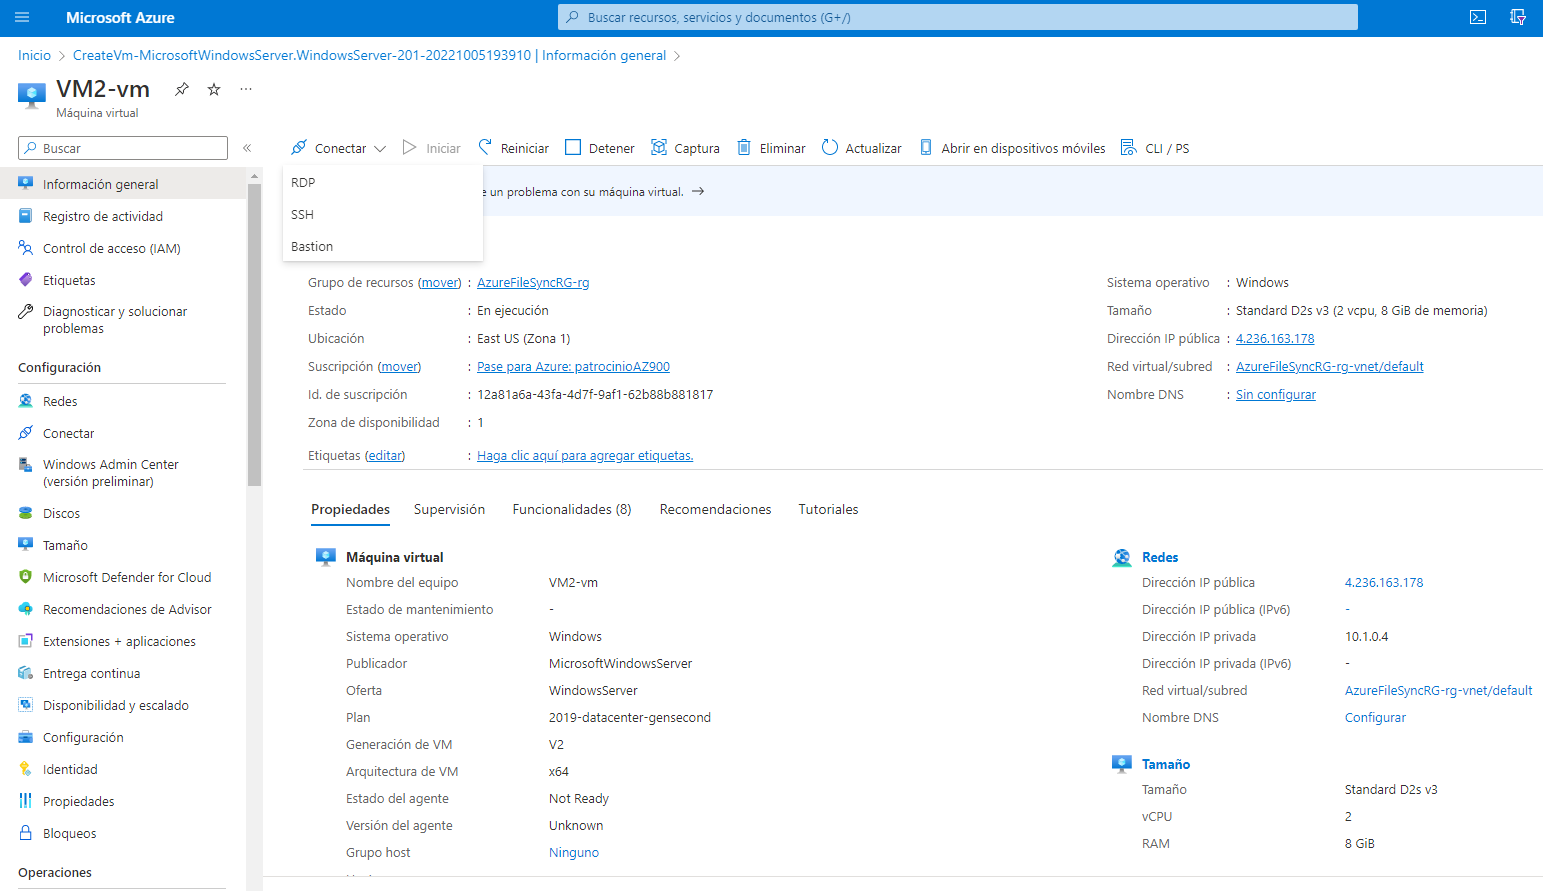 Microsoft Azure
Buscar recursos, servicios y documentos (G+/)
Inicio > CreateVm-MicrosoftWindowsServer.WindowsServer-201-20221005193910 | Información general >
VM2-vm
Máquina virtual
Buscar
Información general
Registro de actividad
Control de acceso (IAM)
Etiquetas
Diagnosticar y solucionar
problemas
Configuración
Redes
Conectar
Windows Admin Center
(versión preliminar)
Discos
Tamaño
Microsoft Defender for Cloud
Recomendaciones de Advisor
Extensiones + aplicaciones
Entrega continua
Disponibilidad y escalado
Configuración
Identidad
Propiedades
Bloqueos
Operaciones
Conectar Iniciar Reiniciar Detener Captura Eliminar Actualizar Abrir en dispositivos móviles CLI / PS
RDP
SSH
Bastion
e un problema con su máquina virtual. →
Grupo de recursos (mover) : AzureFileSyncRG-rg
Estado : En ejecución
Ubicación : East US (Zona 1)
Suscripción (mover) : Pase para Azure: patrocinioAZ900
Id. de suscripción : 12a81a6a-43fa-4d7f-9af1-62b88b881817
Zona de disponibilidad : 1
Etiquetas (editar) : Haga clic aquí para agregar etiquetas.
Sistema operativo : Windows
Tamaño : Standard D2s v3 (2 vcpu, 8 GiB de memoria)
Dirección IP pública : 4.236.163.178
Red virtual/subred : AzureFileSyncRG-rg-vnet/default
Nombre DNS : Sin configurar
Propiedades Supervisión Funcionalidades (8) Recomendaciones Tutoriales
Máquina virtual
Nombre del equipo VM2-vm
Estado de mantenimiento -
Sistema operativo Windows
Publicador MicrosoftWindowsServer
Oferta WindowsServer
Plan 2019-datacenter-gensecond
Generación de VM V2
Arquitectura de VM x64
Estado del agente Not Ready
Versión del agente Unknown
Grupo host Ninguno
Redes
Dirección IP pública 4.236.163.178
Dirección IP pública (IPv6) -
Dirección IP privada 10.1.0.4
Dirección IP privada (IPv6) -
Red virtual/subred AzureFileSyncRG-rg-vnet/default
Nombre DNS Configurar
Tamaño
Tamaño Standard D2s v3
vCPU 2
RAM 8 GiB